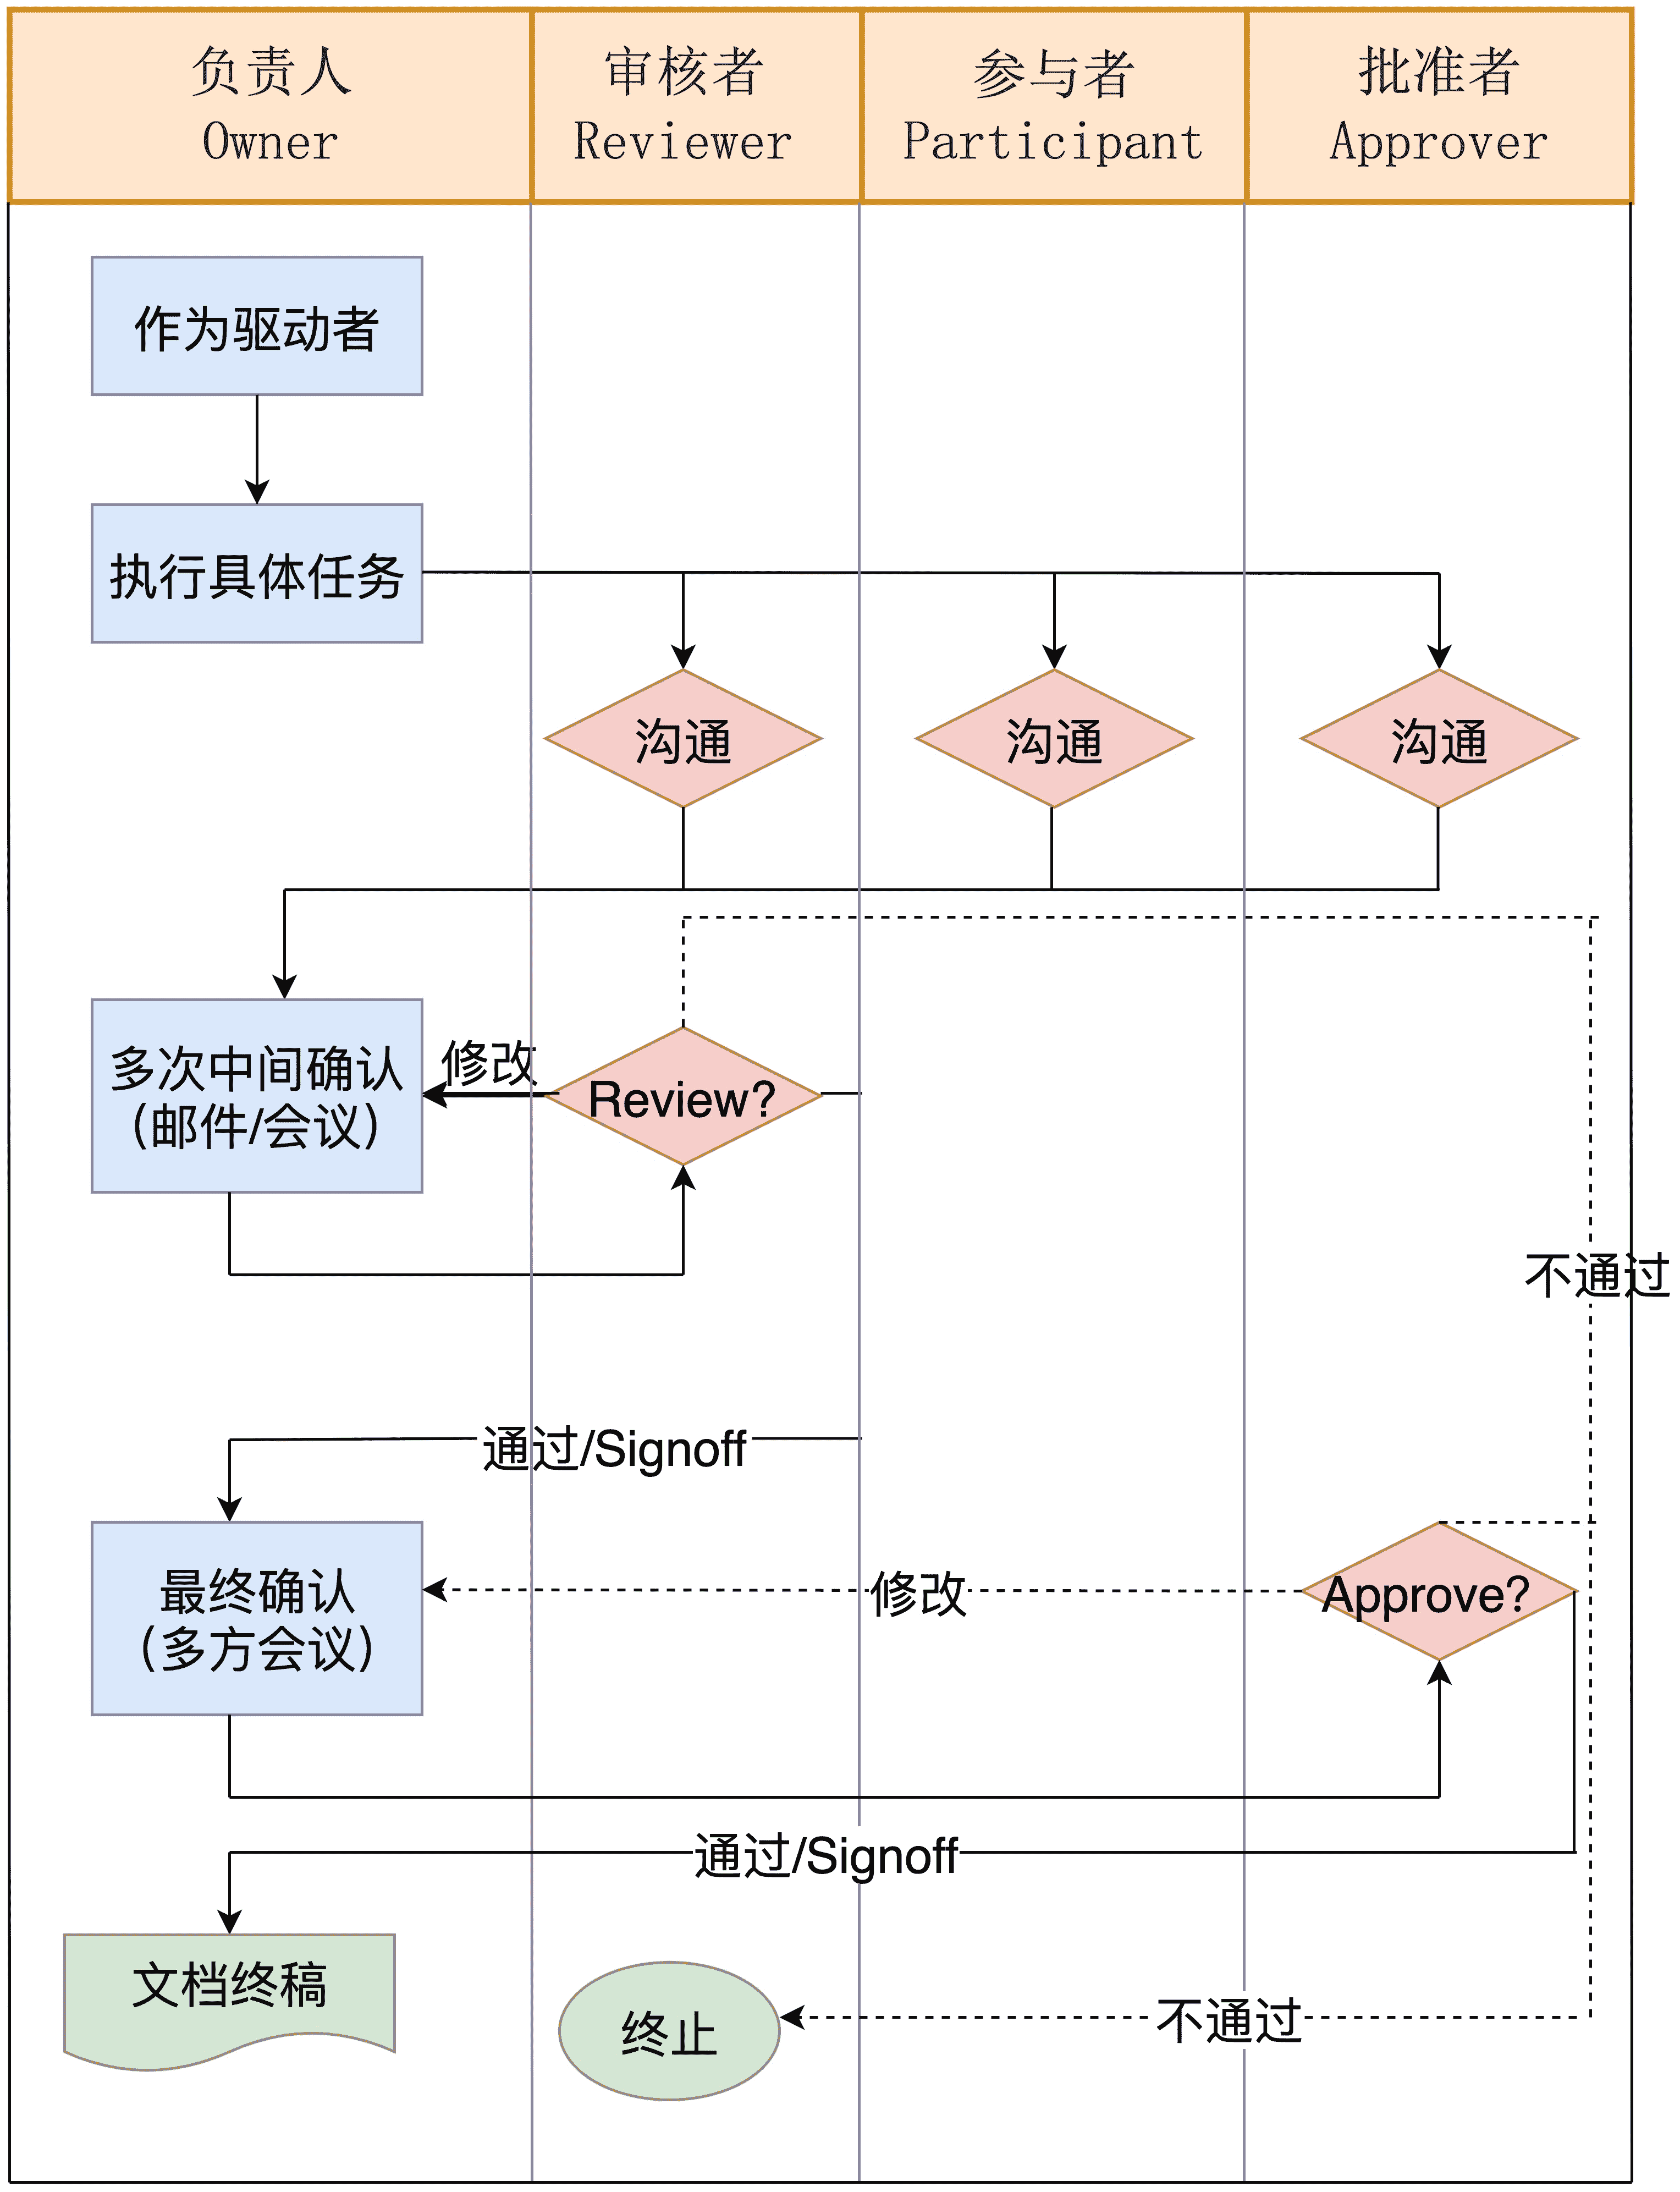 负责人
Owner
审核者
Reviewer
参与者
Participant
批准者
Approver
作为驱动者
执行具体任务
沟通
沟通
沟通
多次中间确认
(邮件/会议)
修改
Review?
不通过
通过/Signoff
最终确认
(多方会议)
修改
Approve?
通过/Signoff
文档终稿
终止
不通过